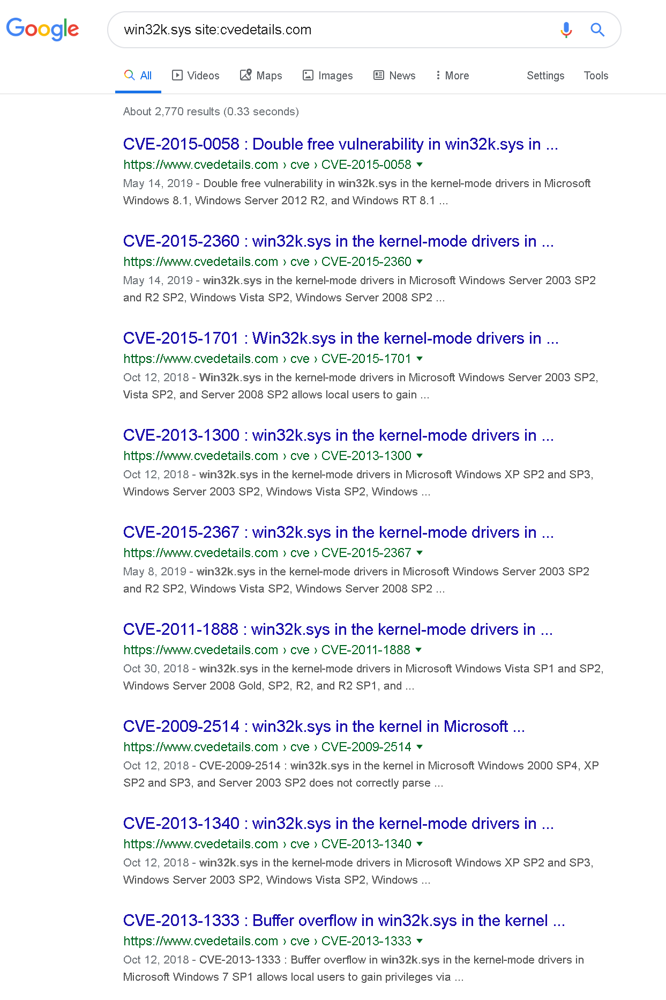 Google
win32k.sys site:cvedetails.com
All Videos Maps Images News More Settings Tools
About 2,770 results (0.33 seconds)
CVE-2015-0058 : Double free vulnerability in win32k.sys in ...
https://www.cvedetails.com › cve › CVE-2015-0058
May 14, 2019 - Double free vulnerability in win32k.sys in the kernel-mode drivers in Microsoft
Windows 8.1, Windows Server 2012 R2, and Windows RT 8.1 ...
CVE-2015-2360 : win32k.sys in the kernel-mode drivers in ...
https://www.cvedetails.com › cve › CVE-2015-2360
May 14, 2019 - win32k.sys in the kernel-mode drivers in Microsoft Windows Server 2003 SP2
and R2 SP2, Windows Vista SP2, Windows Server 2008 SP2 ...
CVE-2015-1701 : Win32k.sys in the kernel-mode drivers in ...
https://www.cvedetails.com › cve › CVE-2015-1701
Oct 12, 2018 - Win32k.sys in the kernel-mode drivers in Microsoft Windows Server 2003 SP2,
Vista SP2, and Server 2008 SP2 allows local users to gain ...
CVE-2013-1300 : win32k.sys in the kernel-mode drivers in ...
https://www.cvedetails.com › cve › CVE-2013-1300
Oct 12, 2018 - win32k.sys in the kernel-mode drivers in Microsoft Windows XP SP2 and SP3,
Windows Server 2003 SP2, Windows Vista SP2, Windows ...
CVE-2015-2367 : win32k.sys in the kernel-mode drivers in ...
https://www.cvedetails.com › cve › CVE-2015-2367
May 8, 2019 - win32k.sys in the kernel-mode drivers in Microsoft Windows Server 2003 SP2
and R2 SP2, Windows Vista SP2, Windows Server 2008 SP2 ...
CVE-2011-1888 : win32k.sys in the kernel-mode drivers in ...
https://www.cvedetails.com › cve › CVE-2011-1888
Oct 30, 2018 - win32k.sys in the kernel-mode drivers in Microsoft Windows Vista SP1 and SP2,
Windows Server 2008 Gold, SP2, R2, and R2 SP1, and ...
CVE-2009-2514 : win32k.sys in the kernel in Microsoft ...
https://www.cvedetails.com › cve › CVE-2009-2514
Oct 12, 2018 - CVE-2009-2514 : win32k.sys in the kernel in Microsoft Windows 2000 SP4, XP
SP2 and SP3, and Server 2003 SP2 does not correctly parse ...
CVE-2013-1340 : win32k.sys in the kernel-mode drivers in ...
https://www.cvedetails.com › cve › CVE-2013-1340
Oct 12, 2018 - win32k.sys in the kernel-mode drivers in Microsoft Windows XP SP2 and SP3,
Windows Server 2003 SP2, Windows Vista SP2, Windows ...
CVE-2013-1333 : Buffer overflow in win32k.sys in the kernel ...
https://www.cvedetails.com › cve › CVE-2013-1333
Oct 12, 2018 - CVE-2013-1333 : Buffer overflow in win32k.sys in the kernel-mode drivers in
Microsoft Windows 7 SP1 allows local users to gain privileges via ...